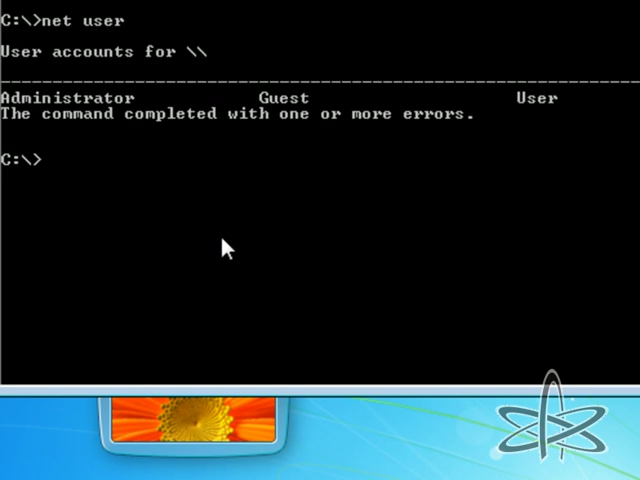 C:\>net user
User accounts for \\
-------------------------------------------------------------------------------
Administrator Guest User
The command completed with one or more errors.
C:\>